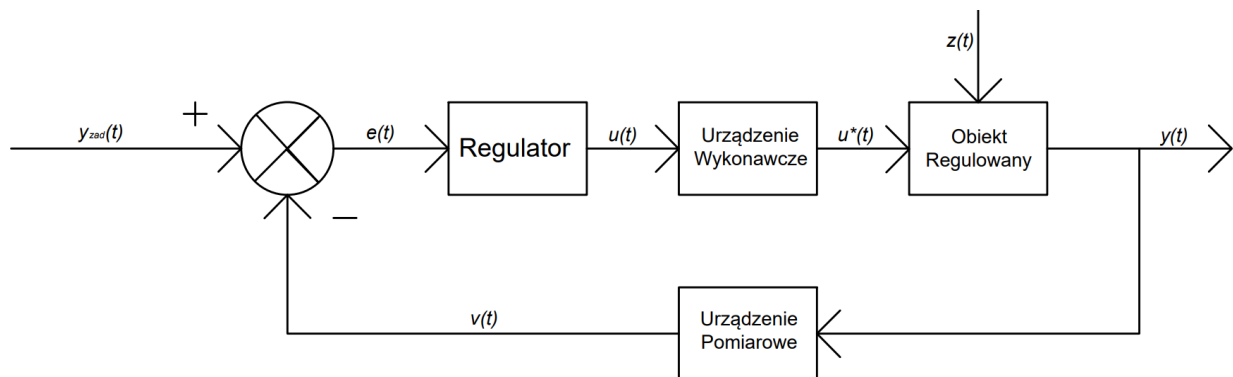 z(t)
+
yzad(t)
e(t)
Regulator
u(t)
Urządzenie
Wykonawcze
u*(t)
Obiekt
Regulowany
y(t)
—
v(t)
Urządzenie
Pomiarowe